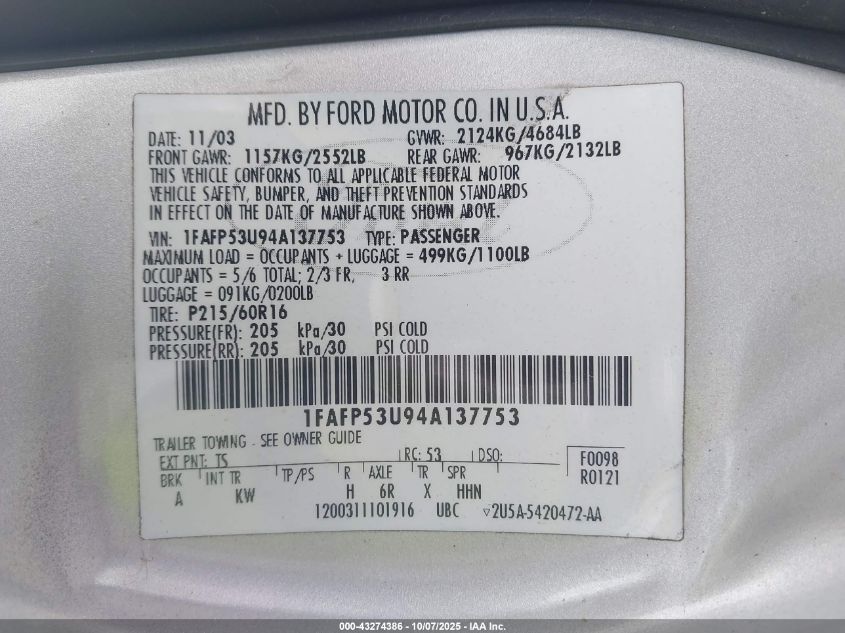 MFD. BY FORD MOTOR CO. IN U.S.A.
DATE: 11/03 GVWR: 2124KG/4684LB
FRONT GAWR: 1157KG/2552LB REAR GAWR: 967KG/2132LB
THIS VEHICLE CONFORMS TO ALL APPLICABLE FEDERAL MOTOR
VEHICLE SAFETY, BUMPER, AND THEFT PREVENTION STANDARDS
IN EFFECT ON THE DATE OF MANUFACTURE SHOWN ABOVE.
VIN: 1FAFP53U94A137753 TYPE: PASSENGER
MAXIMUM LOAD = OCCUPANTS + LUGGAGE = 499KG/1100LB
OCCUPANTS = 5/6 TOTAL; 2/3 FR, 3 RR
LUGGAGE = 091KG/0200LB
TIRE: P215/60R16
PRESSURE(FR): 205 kPa/30 PSI COLD
PRESSURE(RR): 205 kPa/30 PSI COLD
1FAFP53U94A137753
TRAILER TOWING - SEE OWNER GUIDE
EXT PNT: TS RC: 53 DSO: F0098
BRK INT TR TP/PS R AXLE TR SPR R0121
A KW H 6R X HHN
1200311101916 UBC ▽2U5A-5420472-AA
000-43274386 - 10/07/2025 - IAA Inc.